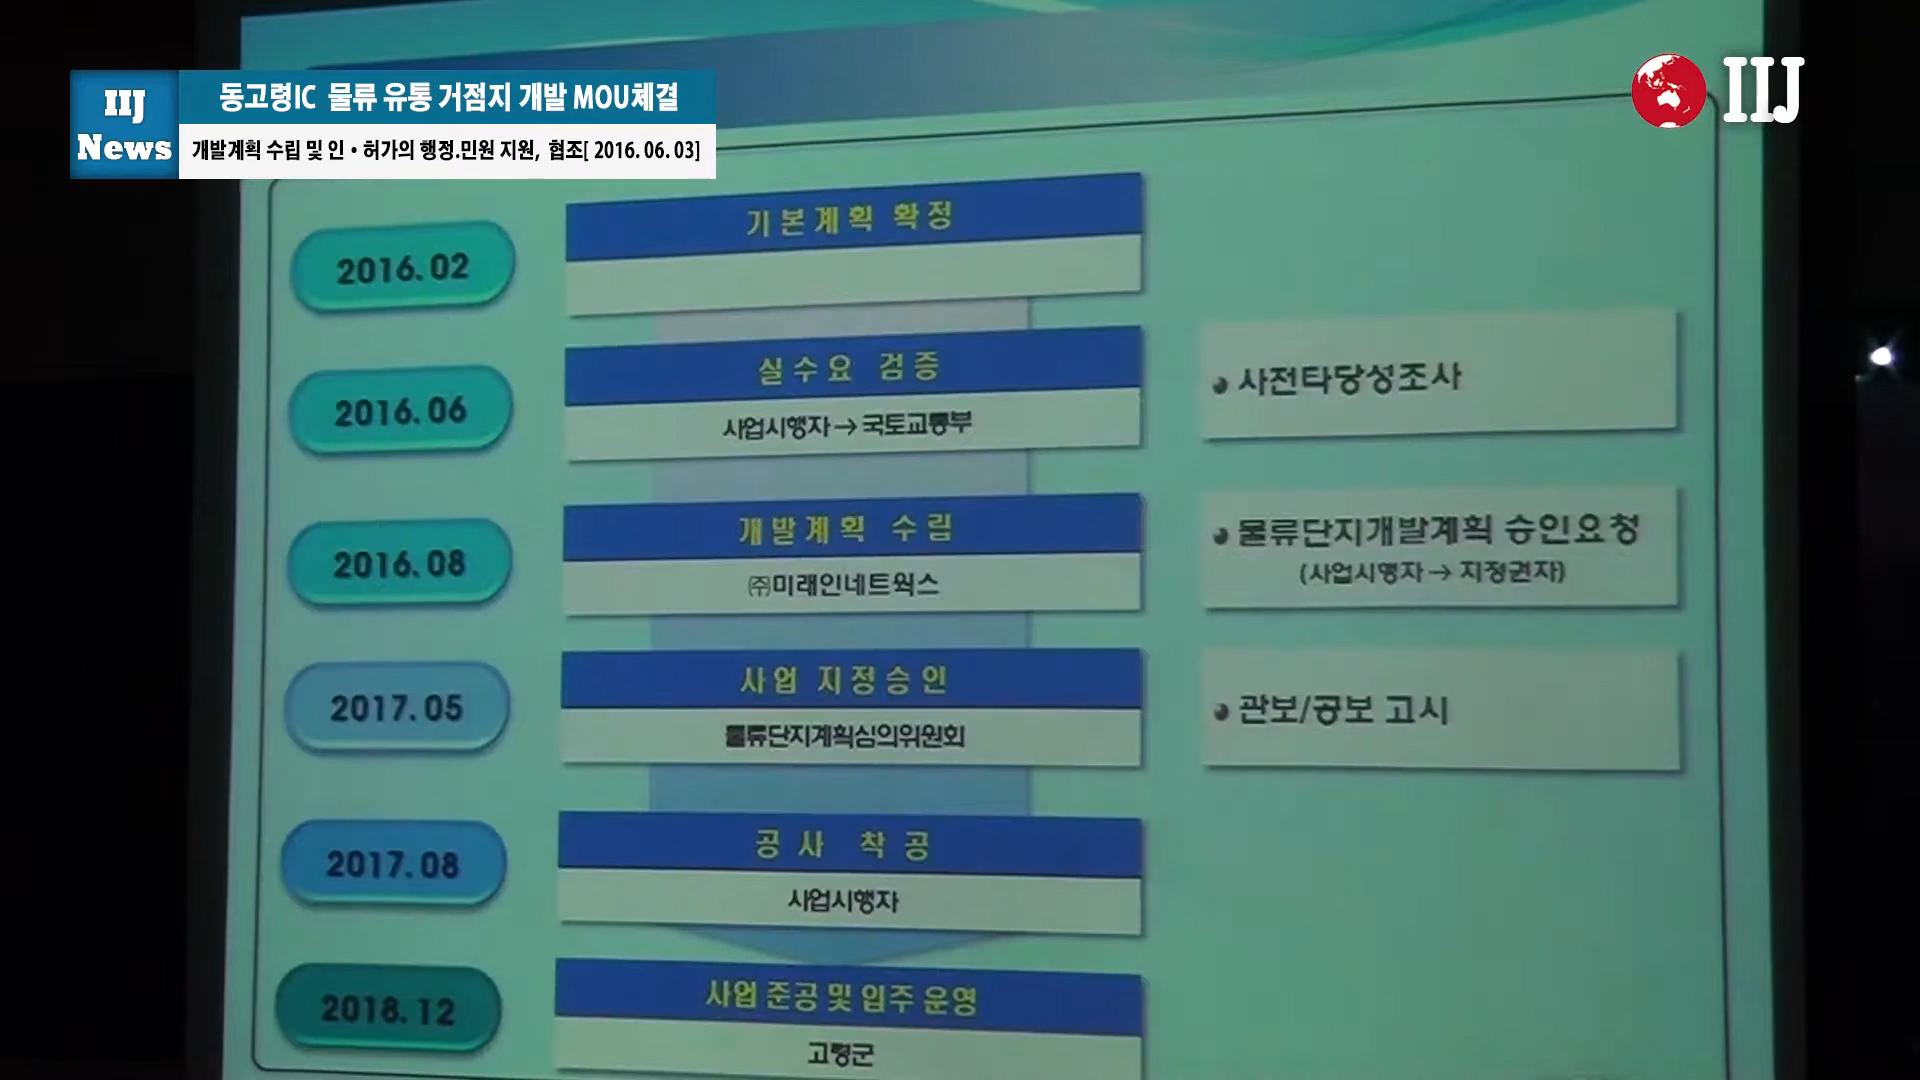 IIJ
News
동고령IC 물류 유통 거점지 개발 MOU체결
개발계획 수립 및 인·허가의 행정.민원 지원, 협조[ 2016. 06. 03]
IIJ
2016. 02
기본계획 확정
2016. 06
실수요 검증
사업시행자→국토교통부
사전타당성조사
2016. 08
개발계획 수립
㈜미래인네트웍스
물류단지개발계획 승인요청
(사업시행자→지정권자)
2017. 05
사업 지정승인
물류단지계획심의위원회
관보/공보 고시
2017. 08
공사 착공
사업시행자
2018. 12
사업 준공 및 입주 운영
고령군